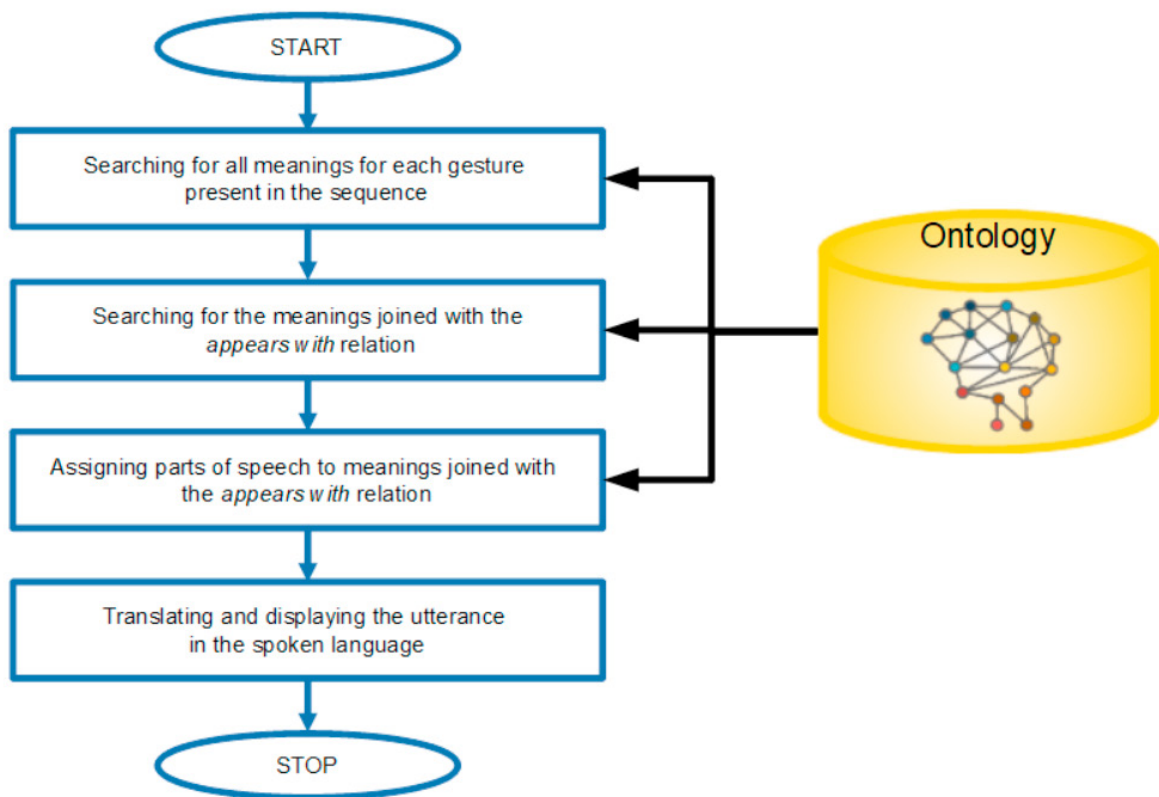 START
Searching for all meanings for each gesture
present in the sequence
Searching for the meanings joined with the
appears with relation
Assigning parts of speech to meanings joined with
the appears with relation
Translating and displaying the utterance
in the spoken language
STOP
Ontology